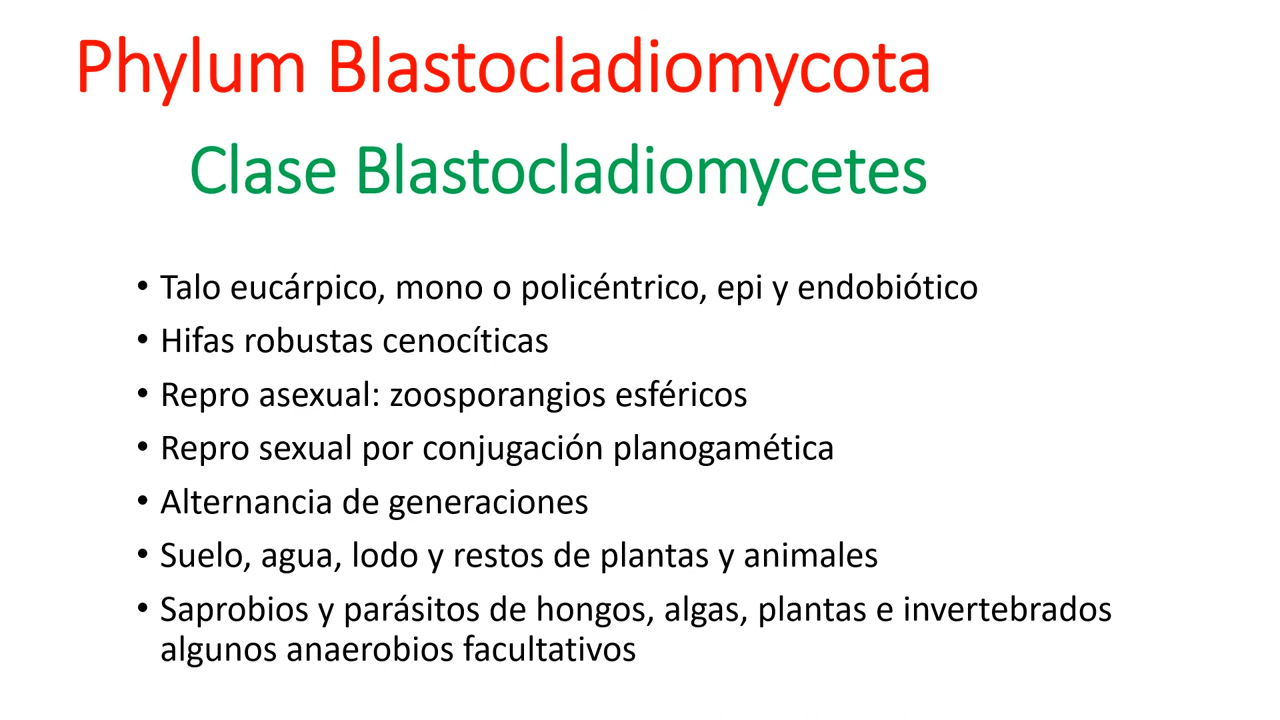 Phylum Blastocladiomycota
Clase Blastocladiomycetes
• Talo eucárpico, mono o policéntrico, epi y endobiótico
• Hifas robustas cenocíticas
• Repro asexual: zoosporangios esféricos
• Repro sexual por conjugación planogamética
• Alternancia de generaciones
• Suelo, agua, lodo y restos de plantas y animales
• Saprobios y parásitos de hongos, algas, plantas e invertebrados
algunos anaerobios facultativos